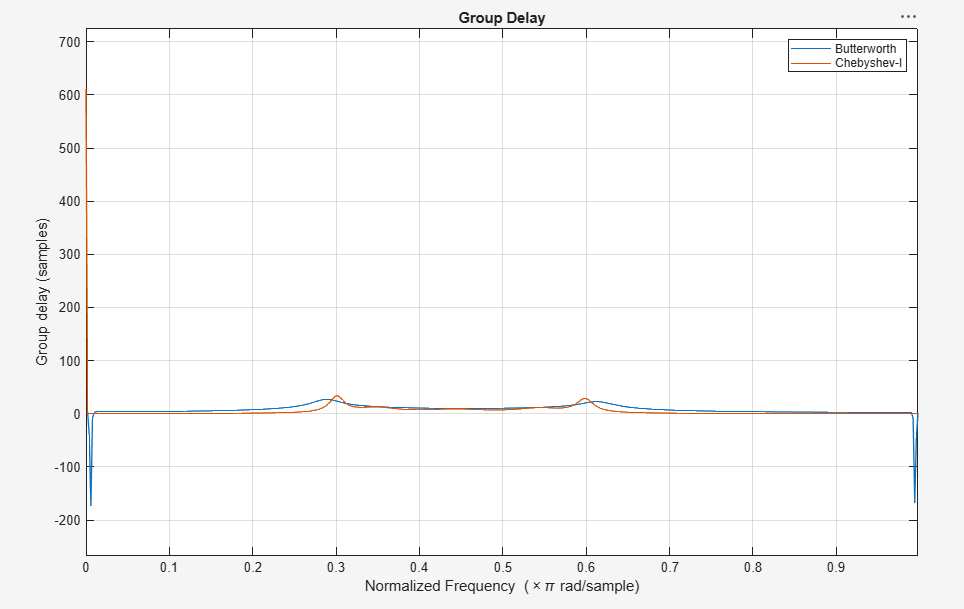 Group Delay
Butterworth
Chebyshev-I
700
600
500
400
300
200
100
0
-100
-200
Group delay (samples)
0 0.1 0.2 0.3 0.4 0.5 0.6 0.7 0.8 0.9
Normalized Frequency (×π rad/sample)